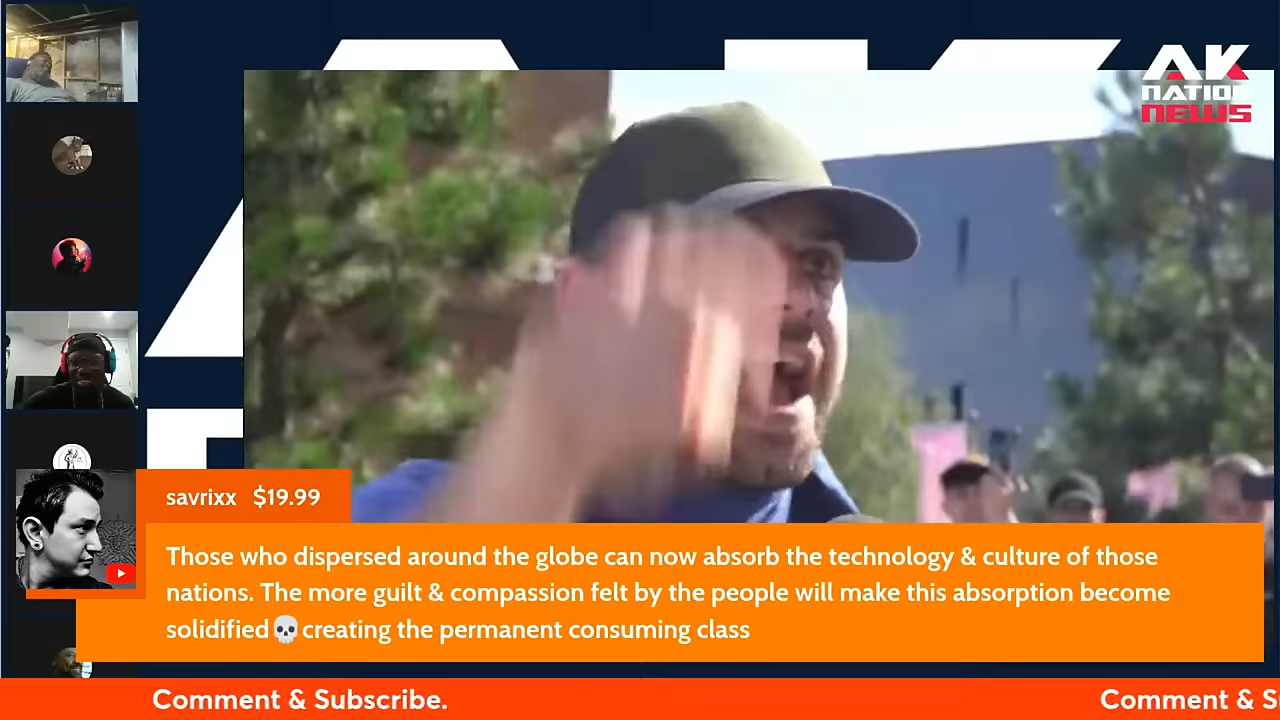 AK
NATION
NEWS
savrixx $19.99
Those who dispersed around the globe can now absorb the technology & culture of those
nations. The more guilt & compassion felt by the people will make this absorption become
solidified💀creating the permanent consuming class
Comment & Subscribe.
Comment & S